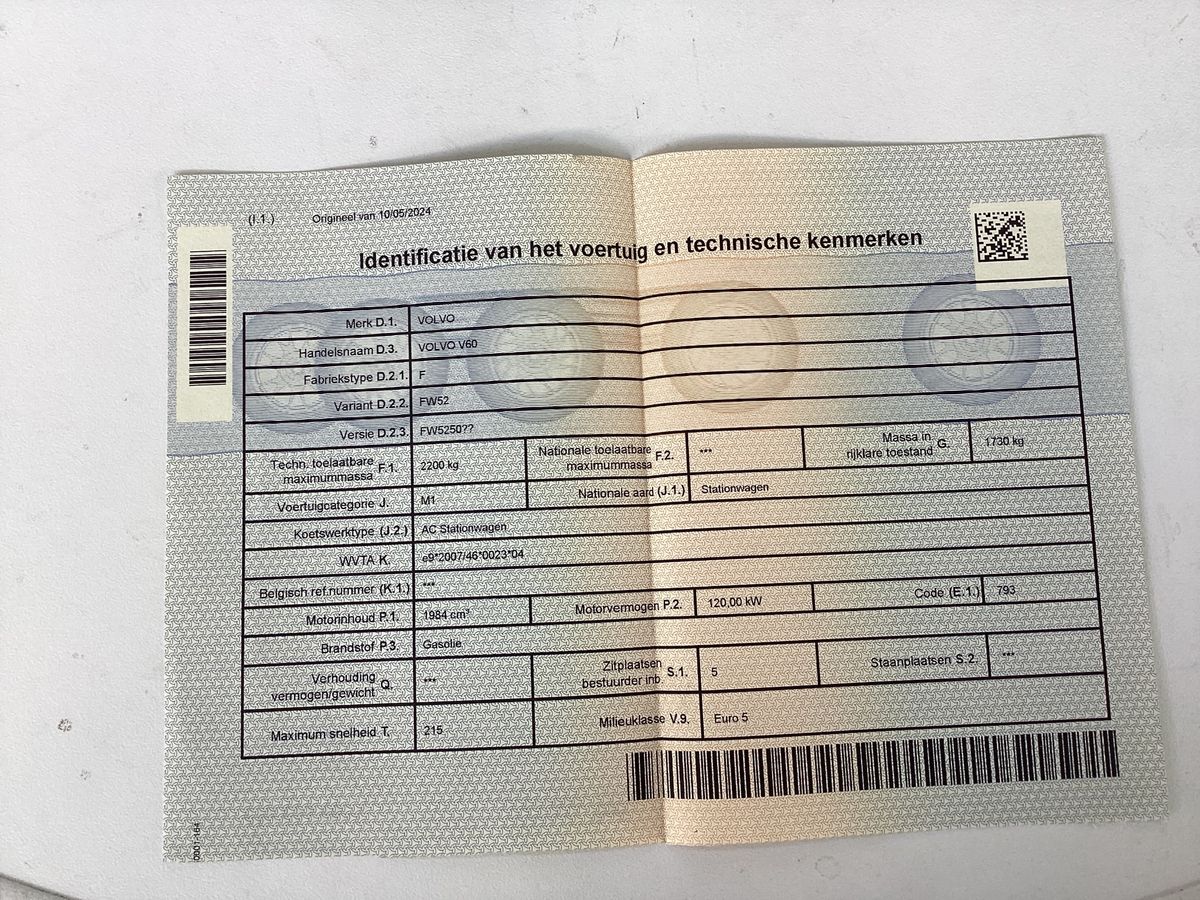 (I.1.) Origineel van 10/05/2024
Identificatie van het voertuig en technische kenmerken
Merk D.1. VOLVO
Handelsnaam D.3. VOLVO V60
Fabriekstype D.2.1. F
Variant D.2.2. FW52
Versie D.2.3. FW5250??
Techn. toelaatbare maximummassa F.1. 2200 kg Nationale toelaatbare maximummassa F.2. *** Massa in rijklare toestand G. 1730 kg
Voertuigcategorie J. M1 Nationale aard (J.1.) Stationwagen
Koetswerktype (J.2.) AC Stationwagen
WVTA K. e9*2007/46*0023*04
Belgisch ref.nummer (K.1.) ***
Motorinhoud P.1. 1984 cm³ Motorvermogen P.2. 120,00 kW Code (E.1.) 793
Brandstof P.3. Gasolie
Verhouding vermogen/gewicht Q. *** Zitplaatsen bestuurder inb. S.1. 5 Staanplaatsen S.2. ***
Maximum snelheid T. 215 Milieuklasse V.9. Euro 5
0001-164